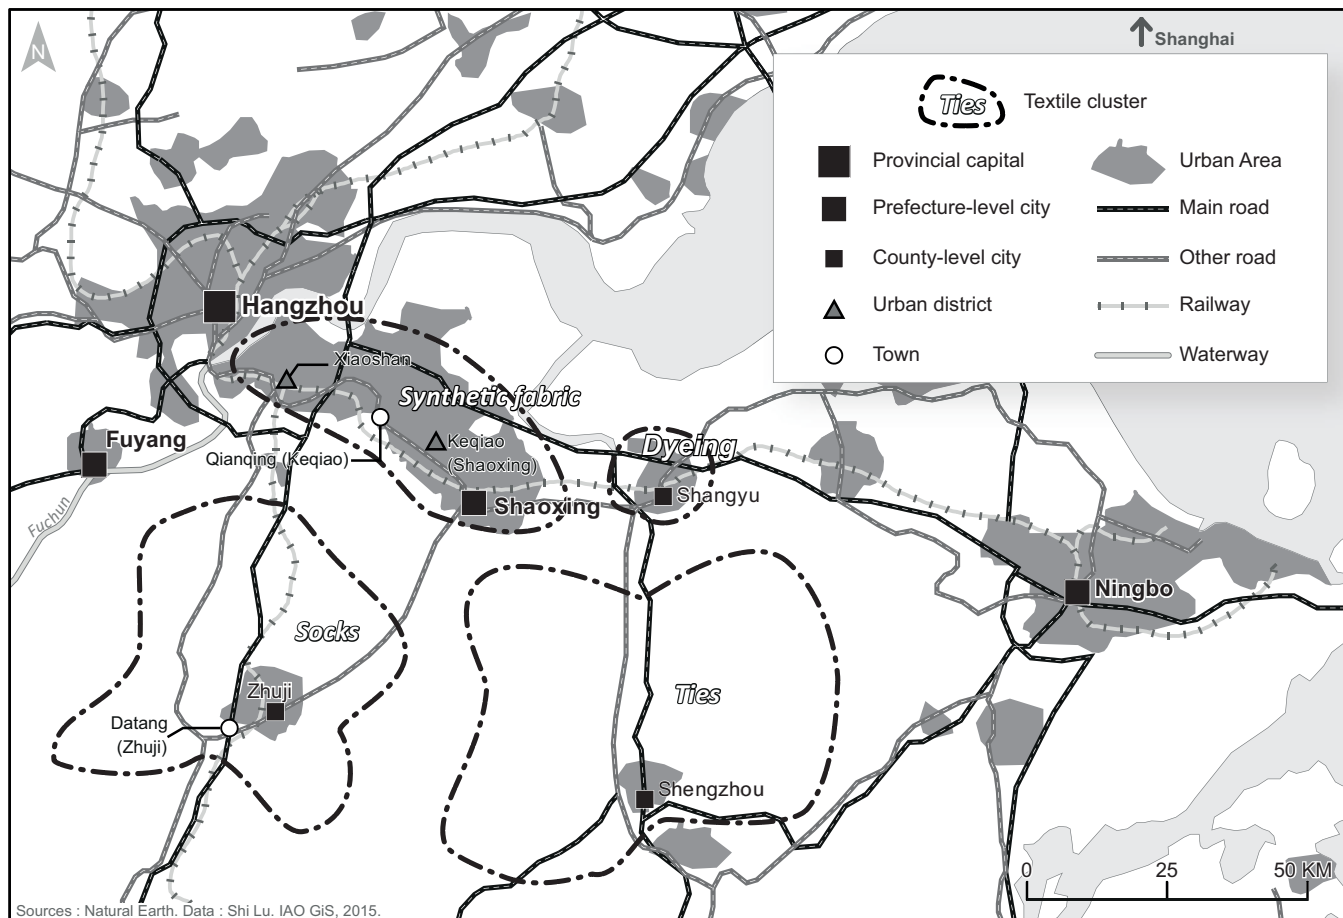 N
Shanghai
Ties
Textile cluster
Provincial capital
Urban Area
Prefecture-level city
Main road
County-level city
Other road
Urban district
Railway
Town
Waterway
Hangzhou
Xiaoshan
Synthetic fabric
Fuyang
Qianqing (Keqiao)
Keqiao
(Shaoxing)
Dyeing
Shangyu
Shaoxing
Fuchun
Ningbo
Socks
Zhuji
Ties
Datang
(Zhuji)
Shengzhou
0 25 50 KM
Sources : Natural Earth. Data : Shi Lu. IAO GiS, 2015.